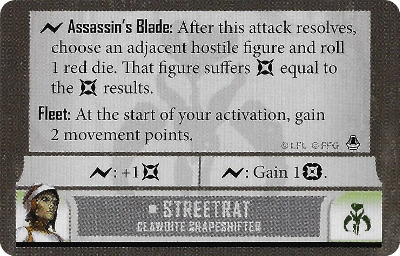 Assassin's Blade: After this attack resolves,
choose an adjacent hostile figure and roll
1 red die. That figure suffers equal to
the results.
Fleet: At the start of your activation, gain
2 movement points.
© LFL © FFG
: +1
: Gain 1 .
STREETRAT
CLAWDITE SHAPESHIFTER